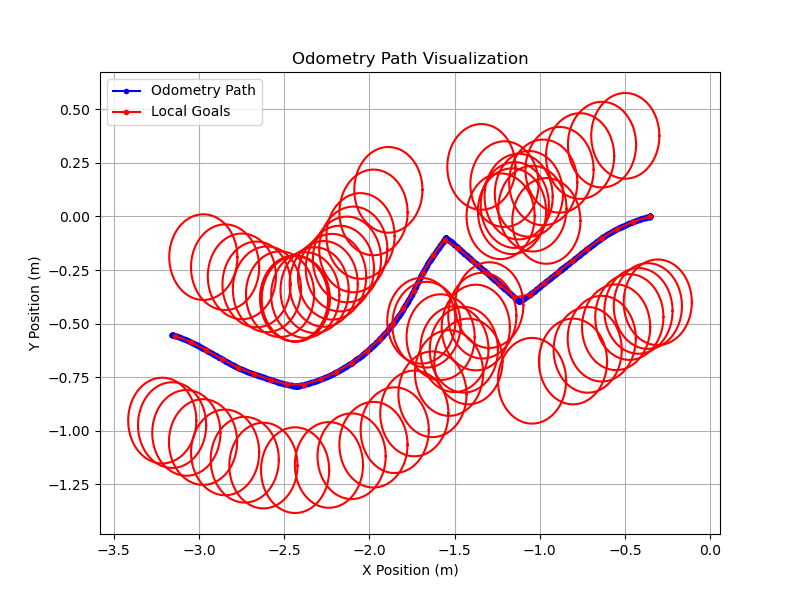 Odometry Path Visualization
Odometry Path
Local Goals
Y Position (m)
0.50
0.25
0.00
−0.25
−0.50
−0.75
−1.00
−1.25
−3.5 −3.0 −2.5 −2.0 −1.5 −1.0 −0.5 0.0
X Position (m)